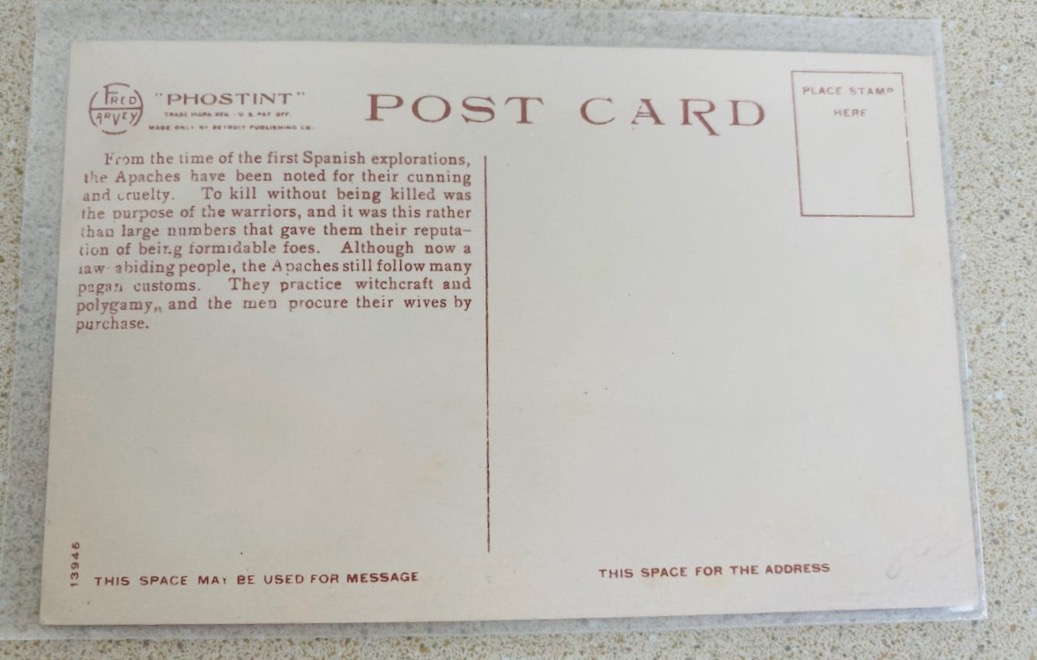 FRED
HARVEY
"PHOSTINT"
TRADE MARK REG. U S PAT OFF.
MADE ONLY BY DETROIT PUBLISHING CO.
POST CARD
PLACE STAMP
HERE
From the time of the first Spanish explorations,
the Apaches have been noted for their cunning
and cruelty. To kill without being killed was
the purpose of the warriors, and it was this rather
than large numbers that gave them their reputa-
tion of being formidable foes. Although now a
law abiding people, the Apaches still follow many
pagan customs. They practice witchcraft and
polygamy,, and the men procure their wives by
purchase.
13946
THIS SPACE MAY BE USED FOR MESSAGE
THIS SPACE FOR THE ADDRESS